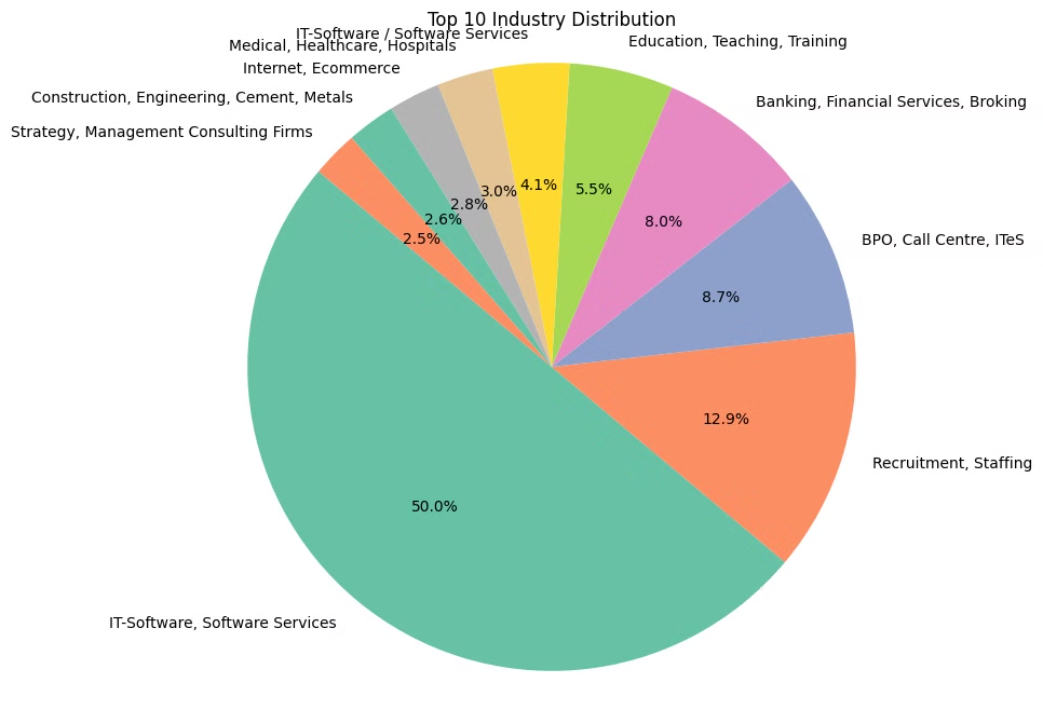 Top 10 Industry Distribution
IT-Software / Software Services
Education, Teaching, Training
Medical, Healthcare, Hospitals
Internet, Ecommerce
Construction, Engineering, Cement, Metals
Banking, Financial Services, Broking
Strategy, Management Consulting Firms
4.1%
5.5%
3.0%
2.8%
2.6%
8.0%
2.5%
BPO, Call Centre, ITeS
8.7%
12.9%
Recruitment, Staffing
50.0%
IT-Software, Software Services